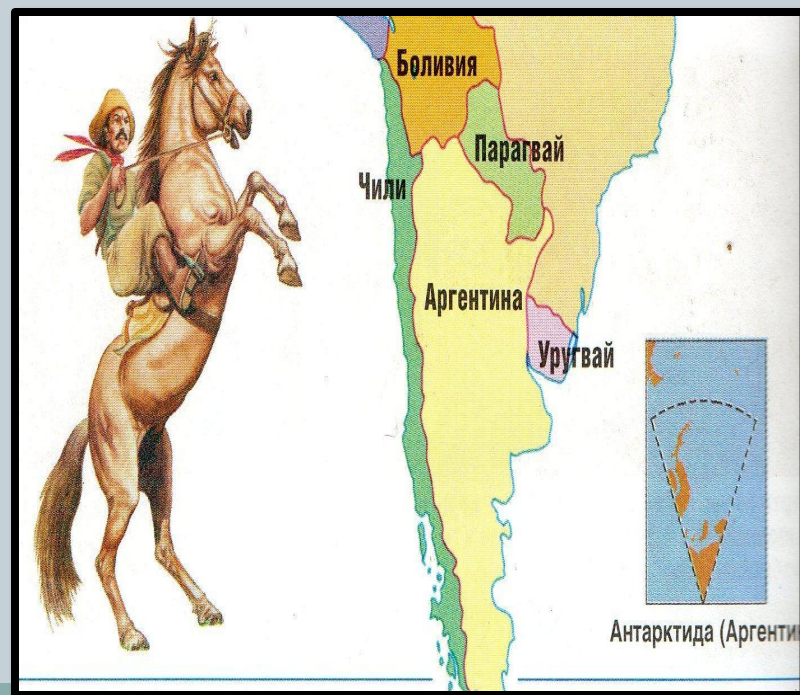 Боливия
Парагвай
Чили
Аргентина
Уругвай
Антарктида (Аргенти